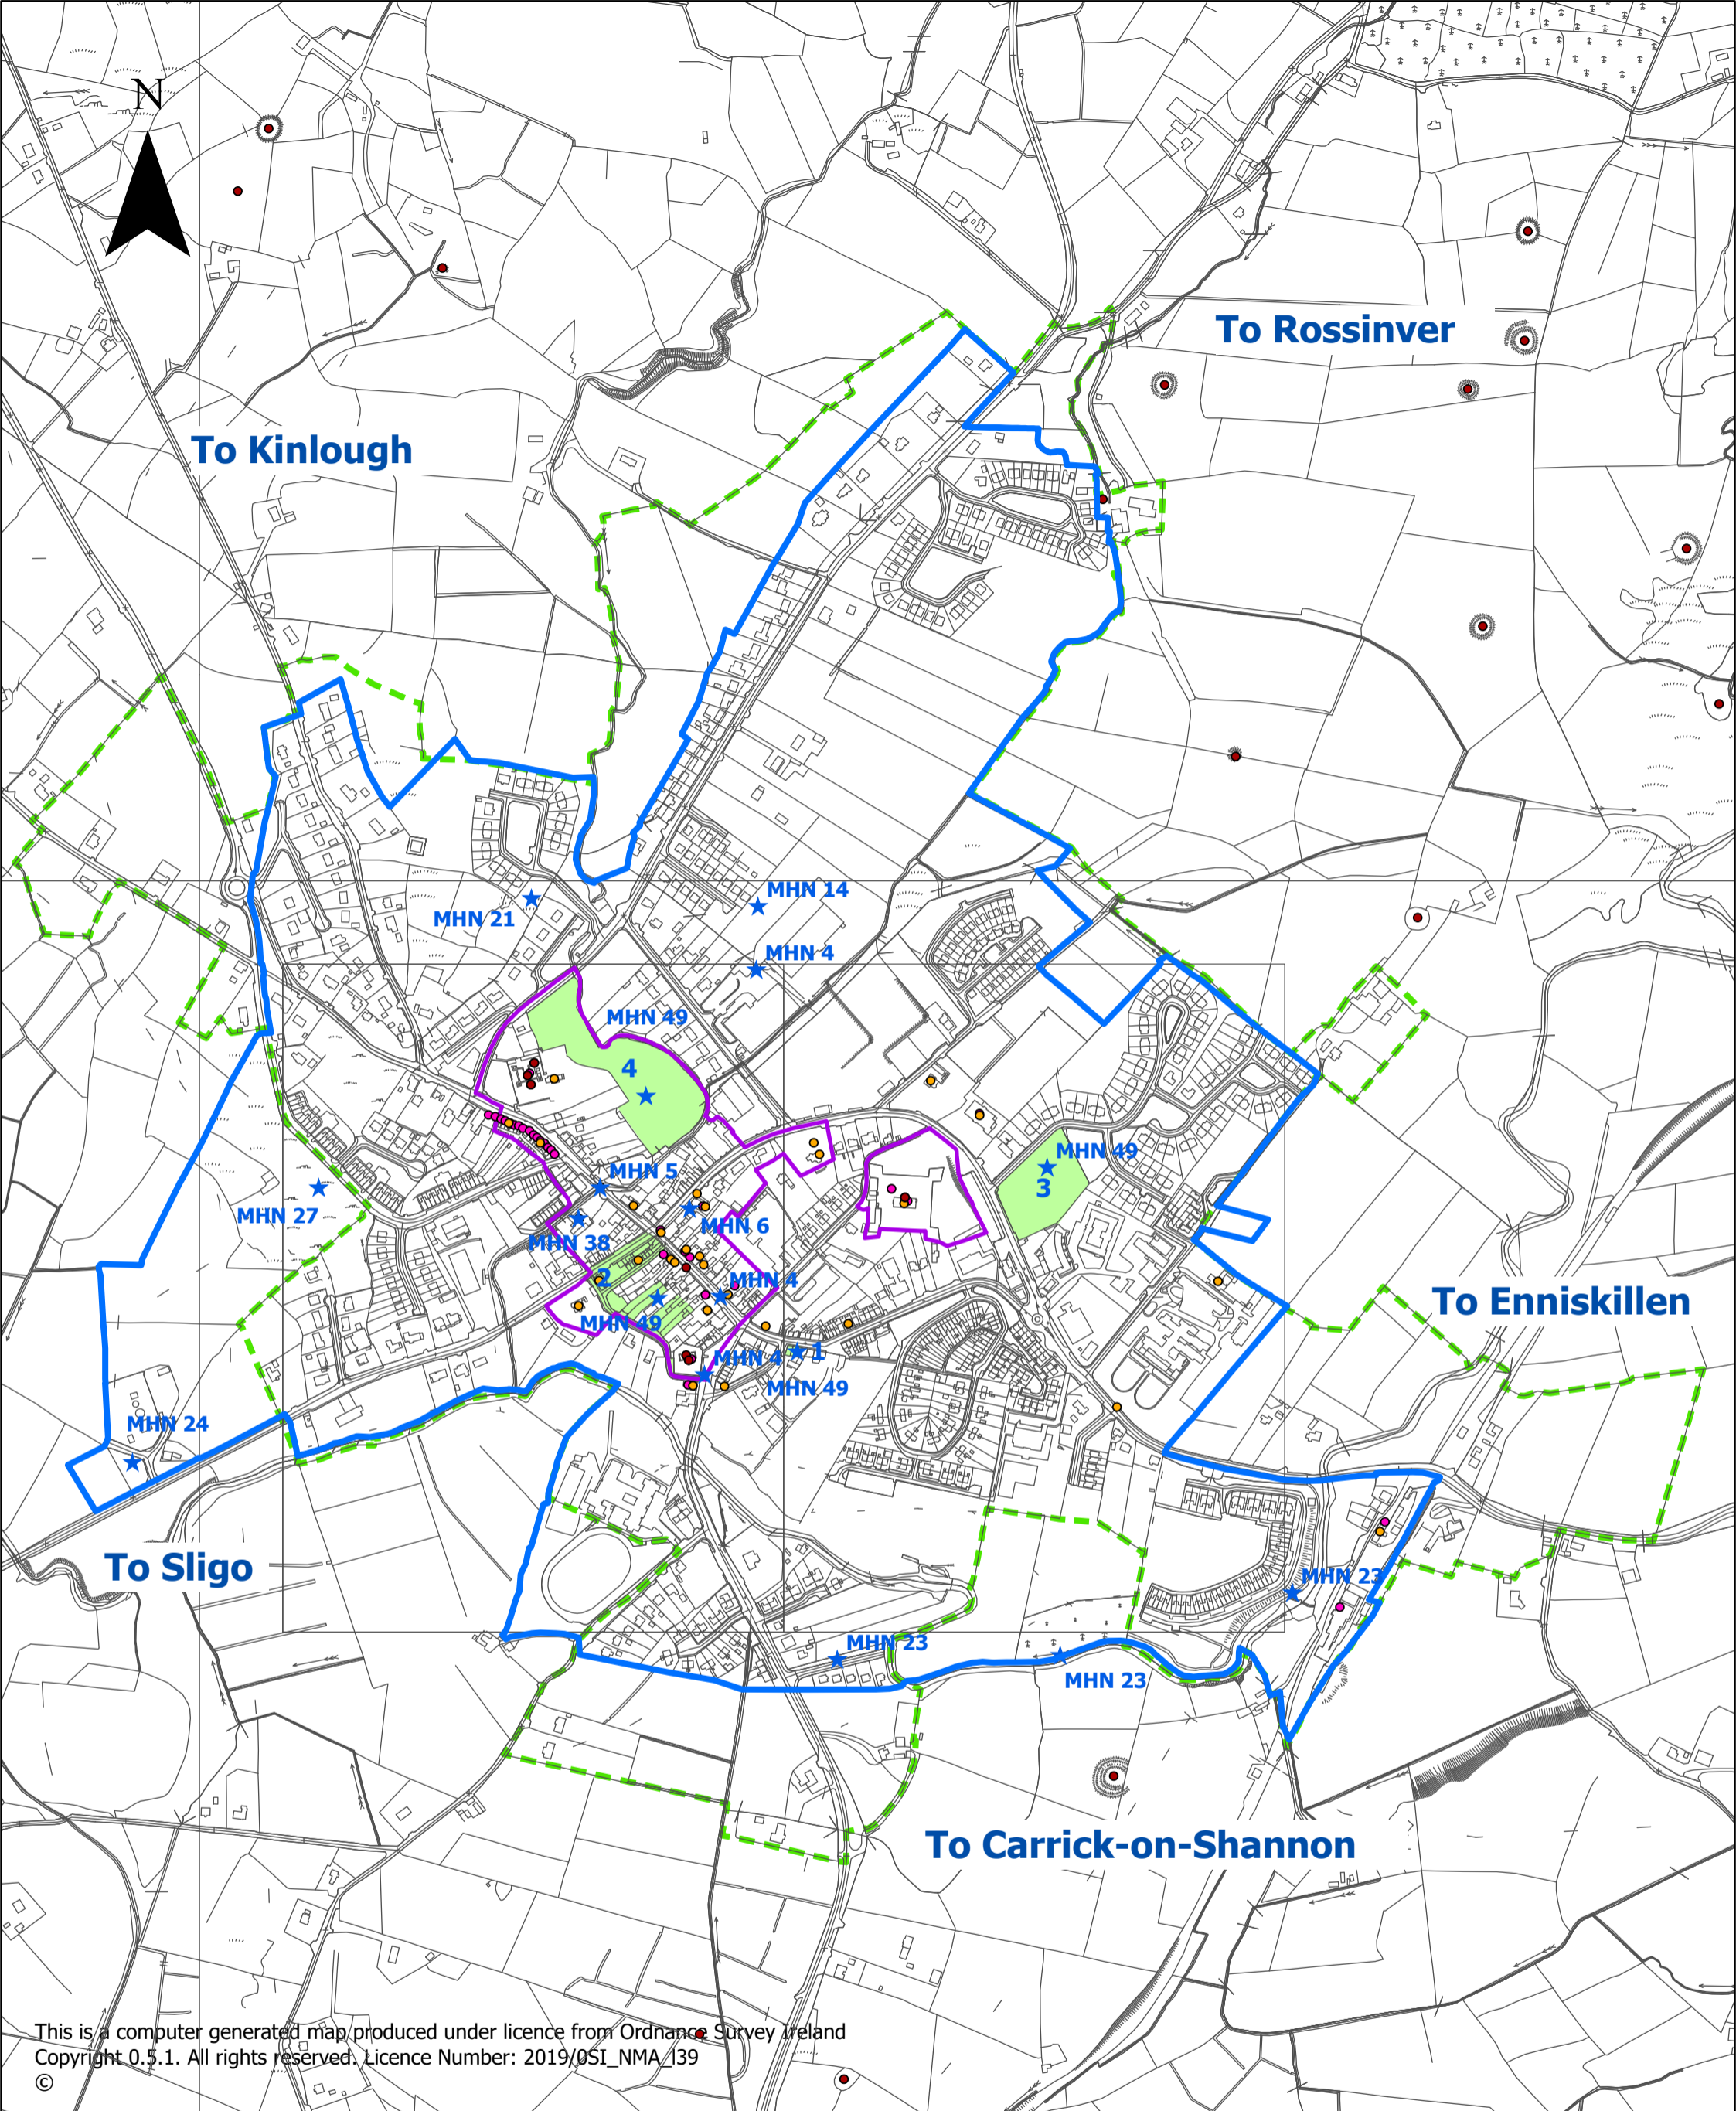 N
To Rossinver
To Kinlough
MHN 14
MHN 21
MHN 4
MHN 49
4
MHN 49
3
MHN 5
MHN 27
MHN 6
MHN 38
2
MHN 4
To Enniskillen
MHN 49
1
MHN 4
MHN 49
MHN 24
To Sligo
MHN 23
MHN 23
MHN 23
To Carrick-on-Shannon
This is a computer generated map produced under licence from Ordnance Survey Ireland
Copyright 0.5.1. All rights reserved. Licence Number: 2019/0SI_NMA_l39
©